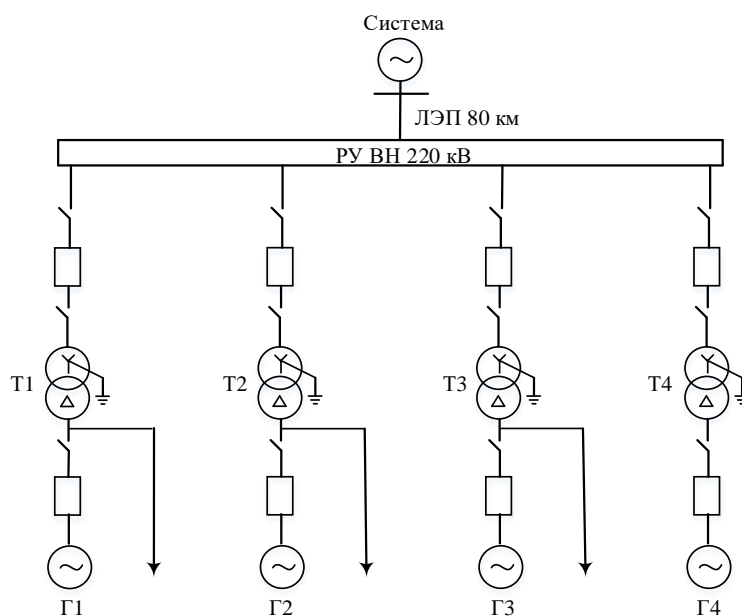 Система
ЛЭП 80 км
РУ ВН 220 кВ
Т1
Т2
Т3
Т4
Г1
Г2
Г3
Г4